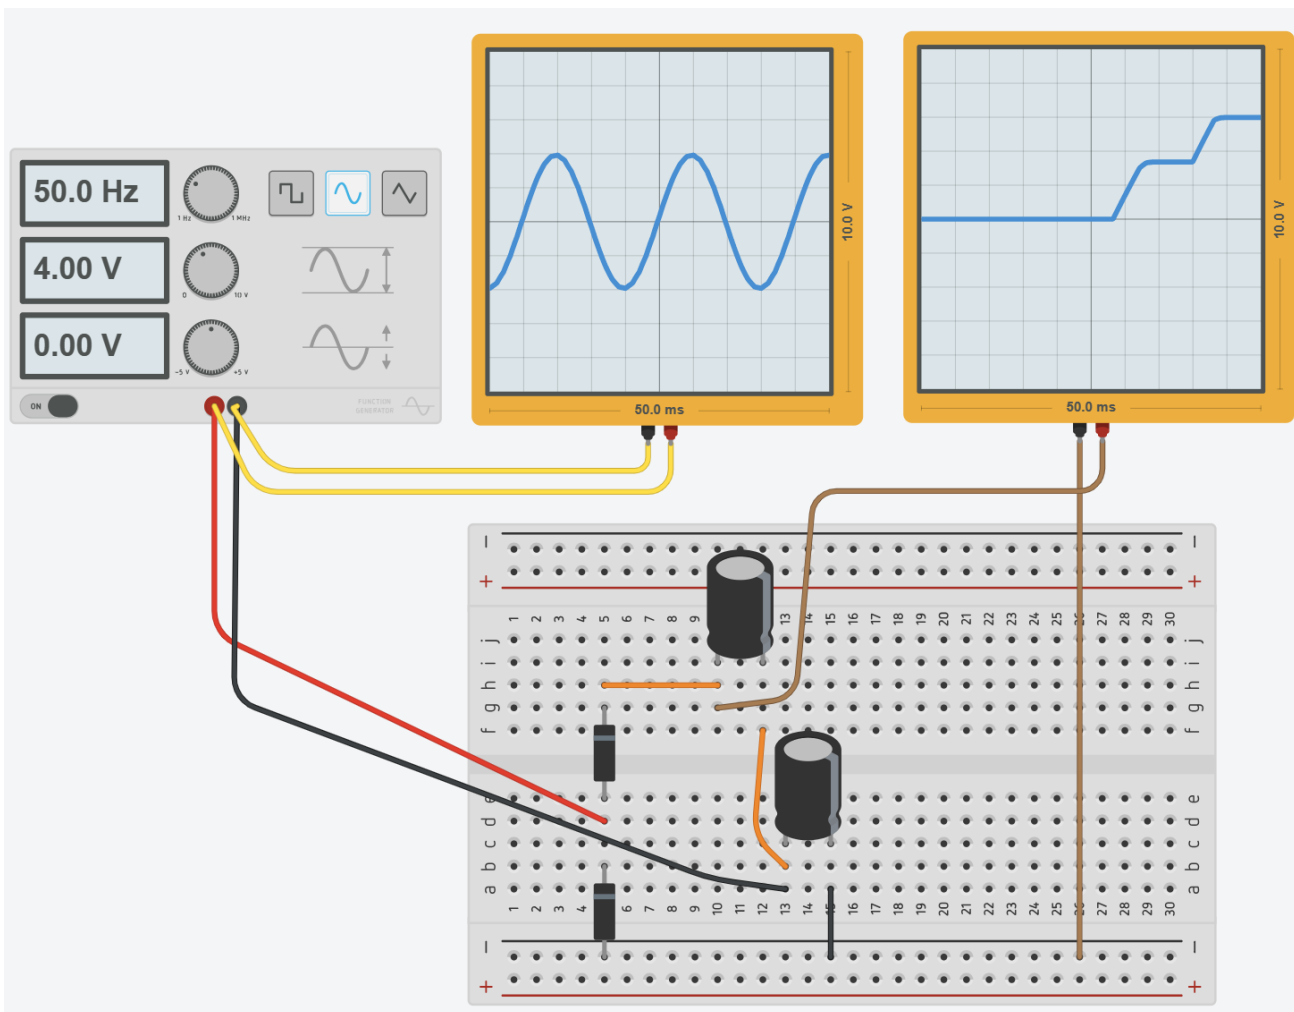 50.0 Hz
1 Hz 1 MHz
4.00 V
0 10 V
0.00 V
-5 V +5 V
ON
FUNCTION
GENERATOR
10.0 V
50.0 ms
10.0 V
50.0 ms
− −
+ +
1 2 3 4 5 6 7 8 9 13 14 15 16 17 18 19 20 21 22 23 24 25 26 27 28 29 30
j j
i i
h h
g g
f f
e e
d d
c c
b b
a a
1 2 3 4 6 7 8 9 10 11 12 13 14 15 16 17 18 19 20 21 22 23 24 25 26 27 28 29 30
− −
+ +